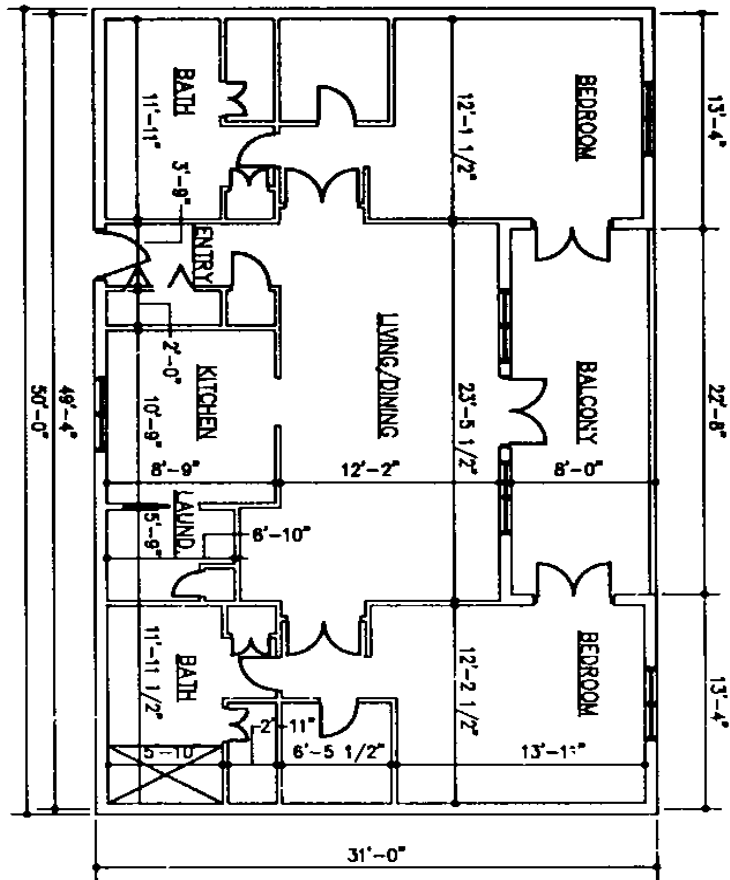 BATH
11'-11"
3'-9"
BEDROOM
12'-1 1/2"
13'-4"
ENTRY
2'-0"
KITCHEN
10'-9"
8'-9"
LIVING/DINING
12'-2"
23'-5 1/2"
BALCONY
8'-0"
22'-8"
49'-4"
50'-0"
LAUND.
5'-9"
6'-10"
BATH
11'-11 1/2"
BEDROOM
12'-2 1/2"
13'-4"
5'-10"
2'-11"
6'-5 1/2"
31'-0"